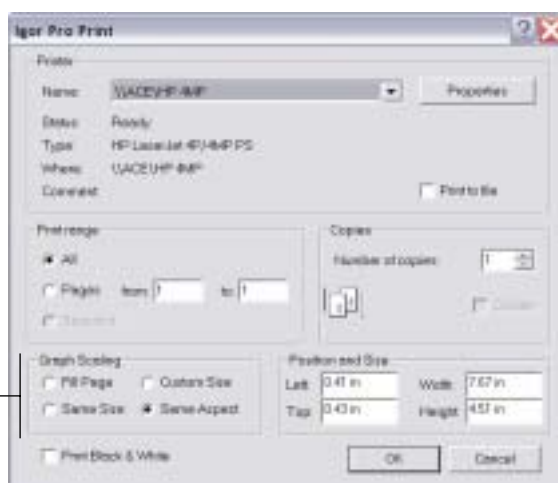 Igor Pro Print
Printer
Name: \\ACE\HP 4MP
Properties
Status: Ready
Type: HP LaserJet 4P/4MP PS
Where: \\ACE\HP 4MP
Comment:
Print to file
Print range
All
Pages from: 1 to: 1
Copies
Number of copies: 1
Graph Scaling
Fill Page Custom Size
Same Size Same Aspect
Position and Size
Left 0.41 in Width 7.67 in
Top 0.43 in Height 4.57 in
Print Black & White
OK Cancel